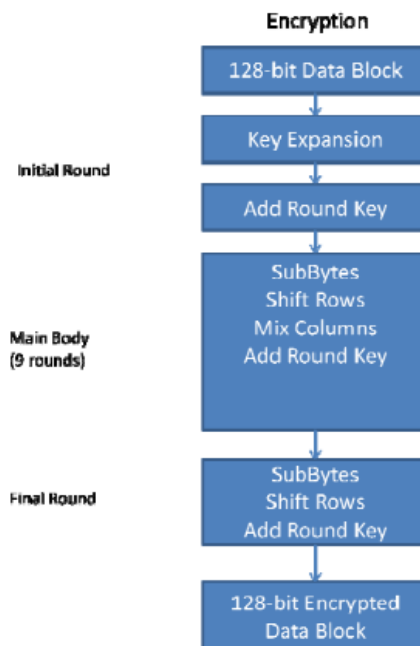 Encryption
128-bit Data Block
Key Expansion
Initial Round
Add Round Key
SubBytes
Shift Rows
Mix Columns
Add Round Key
Main Body
(9 rounds)
SubBytes
Shift Rows
Add Round Key
Final Round
128-bit Encrypted
Data Block